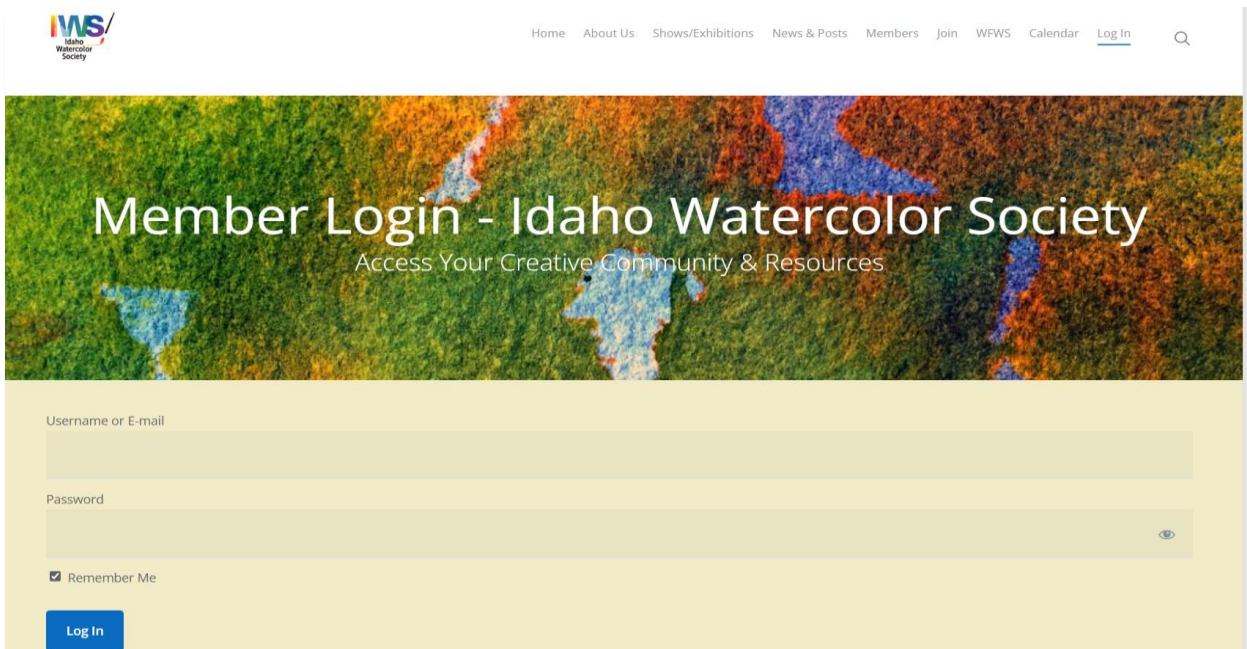 IWS/
Idaho
Watercolor
Society
Home About Us Shows/Exhibitions News & Posts Members Join WFWS Calendar Log In
Member Login - Idaho Watercolor Society
Access Your Creative Community & Resources
Username or E-mail
Password
Remember Me
Log In